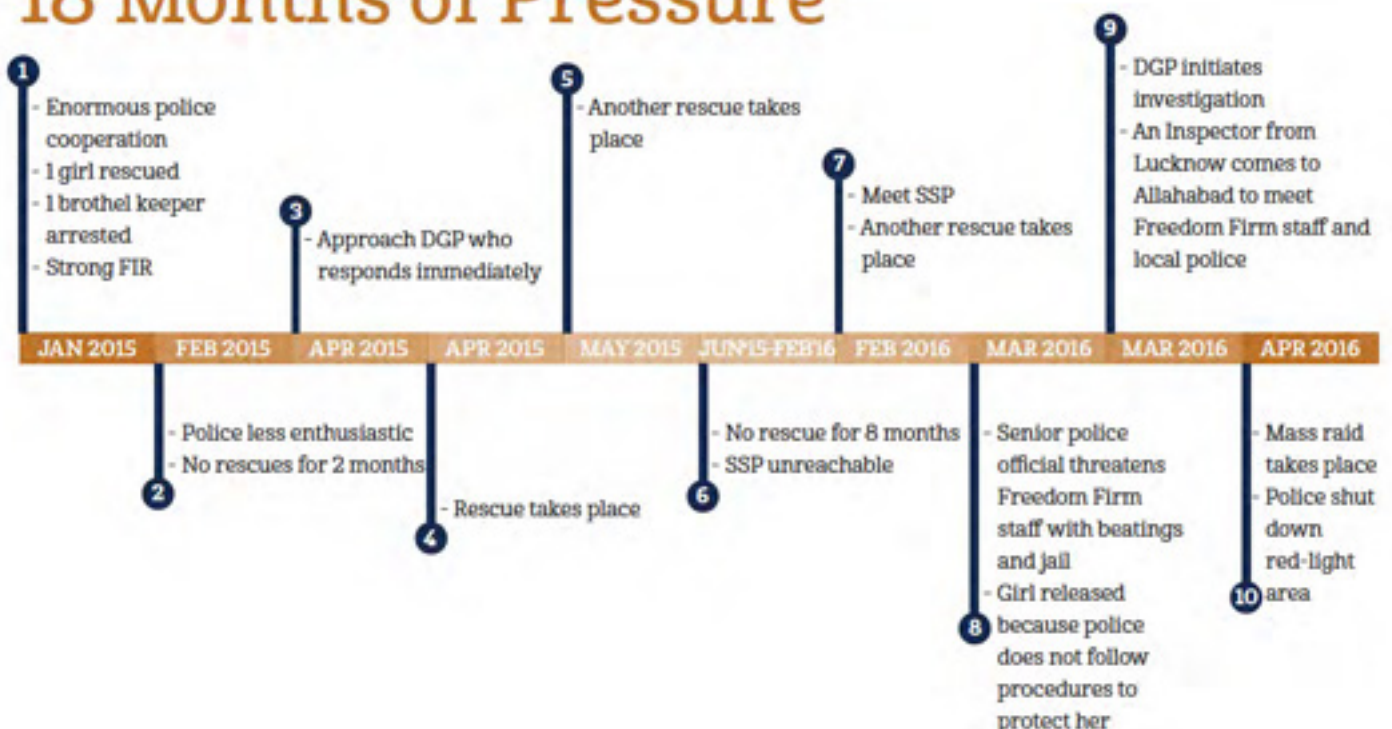 18 Months of Pressure
1
- Enormous police
cooperation
- 1 girl rescued
- 1 brothel keeper
arrested
- Strong FIR
3
- Approach DGP who
responds immediately
5
- Another rescue takes
place
7
- Meet SSP
- Another rescue takes
place
9
- DGP initiates
investigation
- An Inspector from
Lucknow comes to
Allahabad to meet
Freedom Firm staff and
local police
JAN 2015 FEB 2015 APR 2015 APR 2015 MAY 2015 JUN'15-FEB'16 FEB 2016 MAR 2016 MAR 2016 APR 2016
- Police less enthusiastic
- No rescues for 2 months
2
- Rescue takes place
4
- No rescue for 8 months
- SSP unreachable
6
- Senior police
official threatens
Freedom Firm
staff with beatings
and jail
- Girl released
because police
does not follow
procedures to
protect her
8
- Mass raid
takes place
- Police shut
down
red-light
area
10